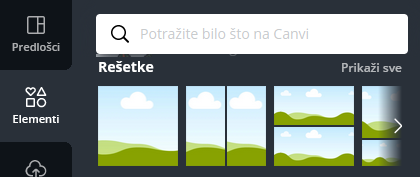 Potražite bilo što na Canvi
Predlošci
Rešetke
Prikaži sve
Elementi